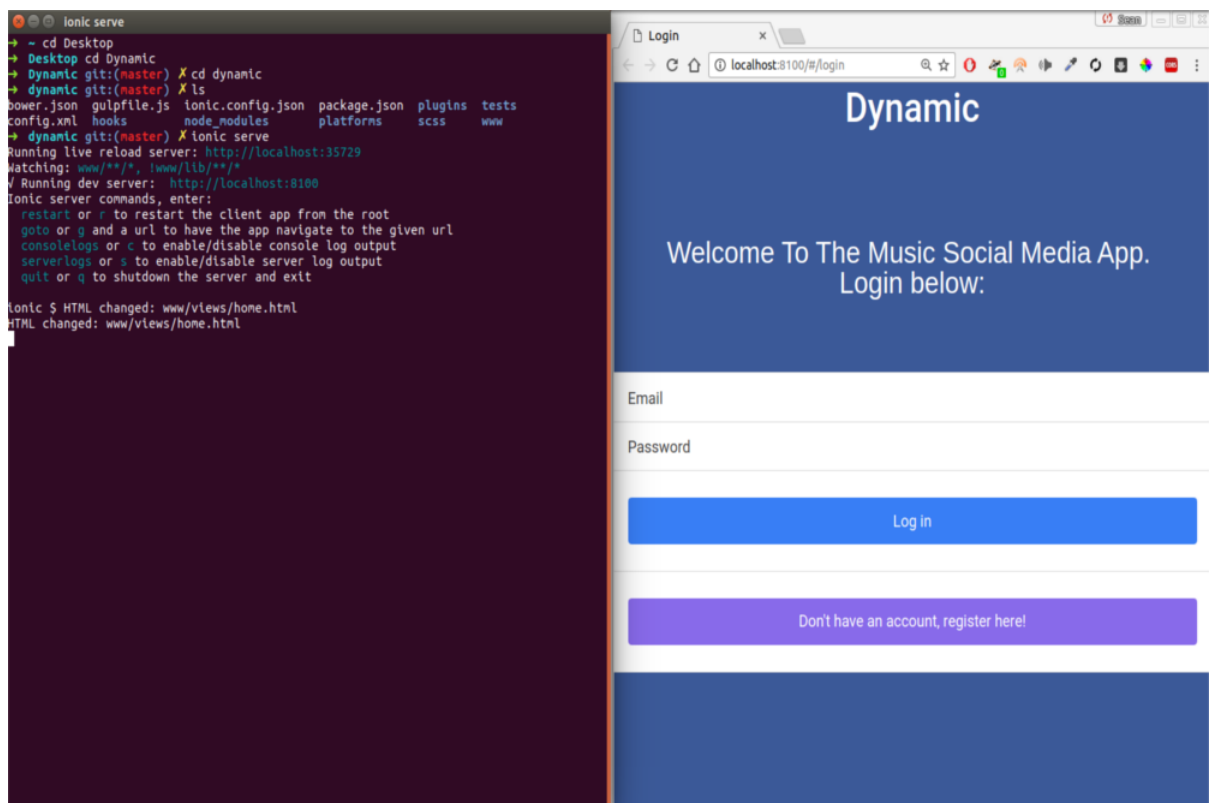 ionic serve
→ ~ cd Desktop
→ Desktop cd Dynamic
→ Dynamic git:(master) ✗ cd dynamic
→ dynamic git:(master) ✗ ls
bower.json gulpfile.js ionic.config.json package.json plugins tests
config.xml hooks node_modules platforms scss www
→ dynamic git:(master) ✗ ionic serve
Running live reload server: http://localhost:35729
Watching: www/**/*, !www/lib/**/*
√ Running dev server: http://localhost:8100
Ionic server commands, enter:
restart or r to restart the client app from the root
goto or g and a url to have the app navigate to the given url
consolelogs or c to enable/disable console log output
serverlogs or s to enable/disable server log output
quit or q to shutdown the server and exit
ionic $ HTML changed: www/views/home.html
HTML changed: www/views/home.html
Sean
Login
localhost:8100/#/login
Dynamic
Welcome To The Music Social Media App.
Login below:
Email
Password
Log in
Don't have an account, register here!